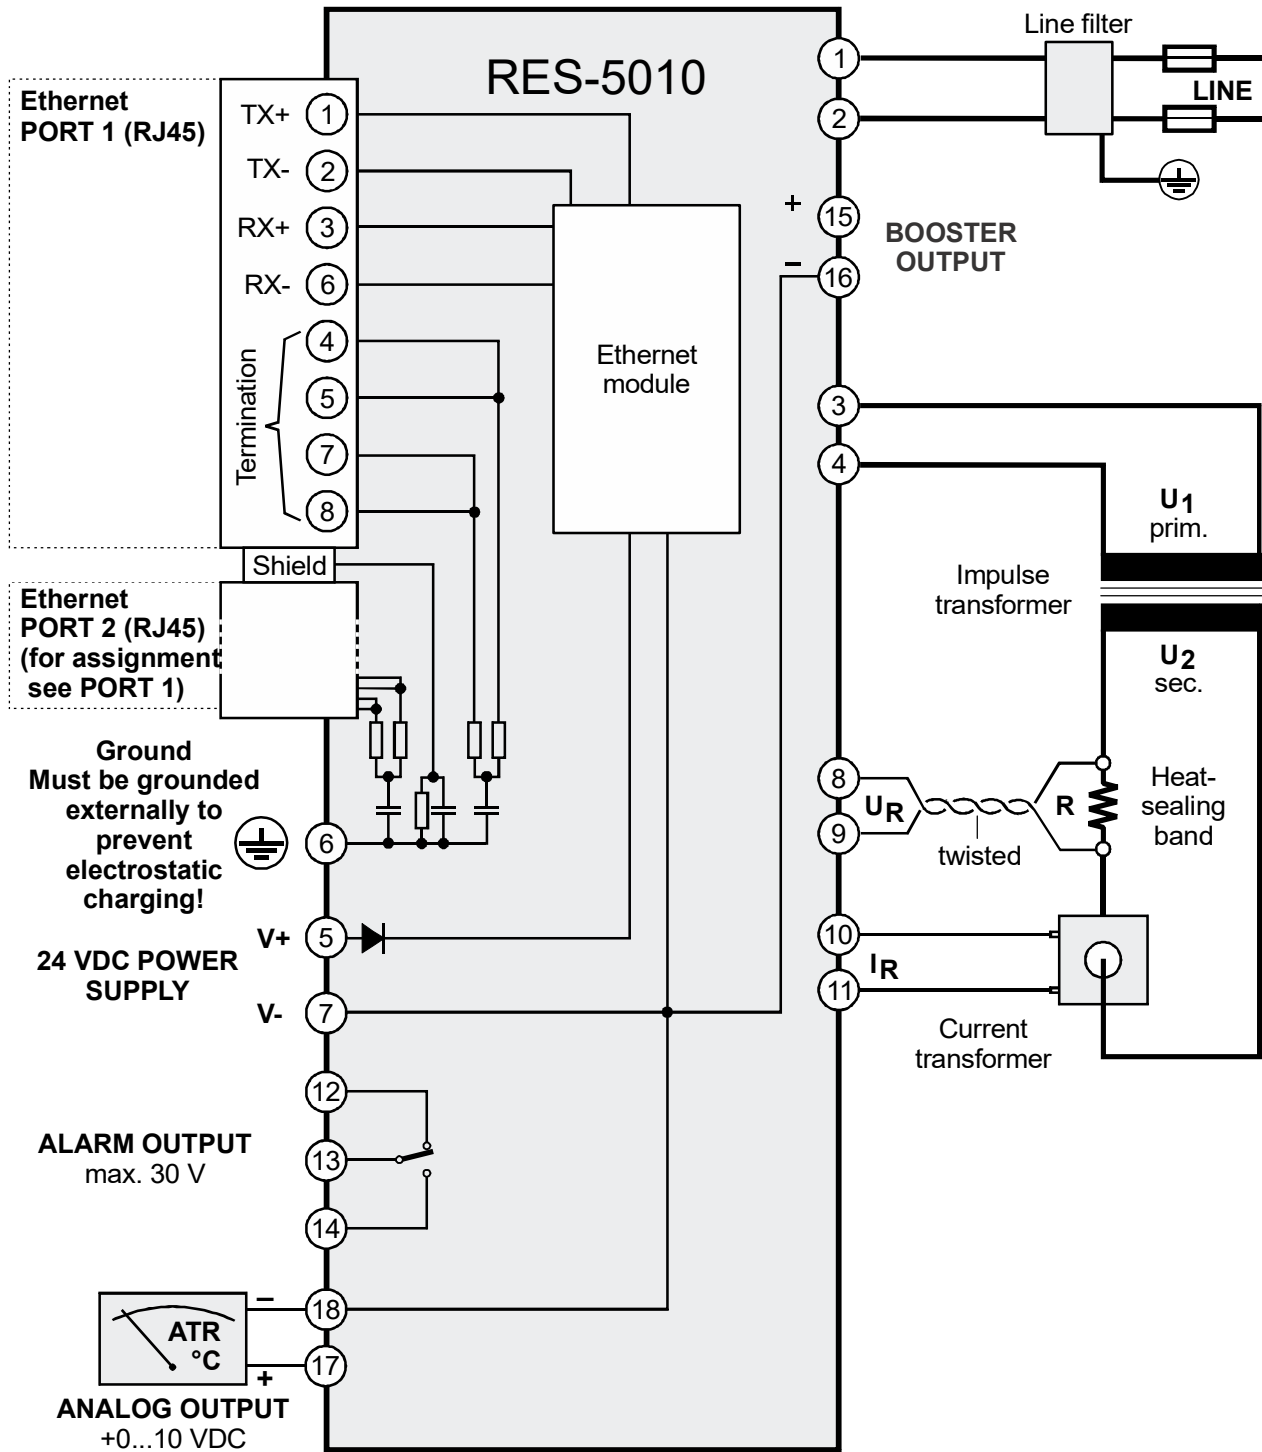 RES-5010
Line filter
LINE
1
2
+
15
–
16
BOOSTER
OUTPUT
3
4
U1
prim.
Impulse
transformer
U2
sec.
8
9
UR
twisted
R
Heat-
sealing
band
10
11
IR
Current
transformer
Ethernet
PORT 1 (RJ45)
TX+ 1
TX- 2
RX+ 3
RX- 6
Termination
4
5
7
8
Ethernet
module
Shield
Ethernet
PORT 2 (RJ45)
(for assignment
see PORT 1)
Ground
Must be grounded
externally to
prevent
electrostatic
charging!
6
24 VDC POWER
SUPPLY
V+ 5
V- 7
ALARM OUTPUT
max. 30 V
12
13
14
ATR
°C
– 18
+ 17
ANALOG OUTPUT
+0...10 VDC